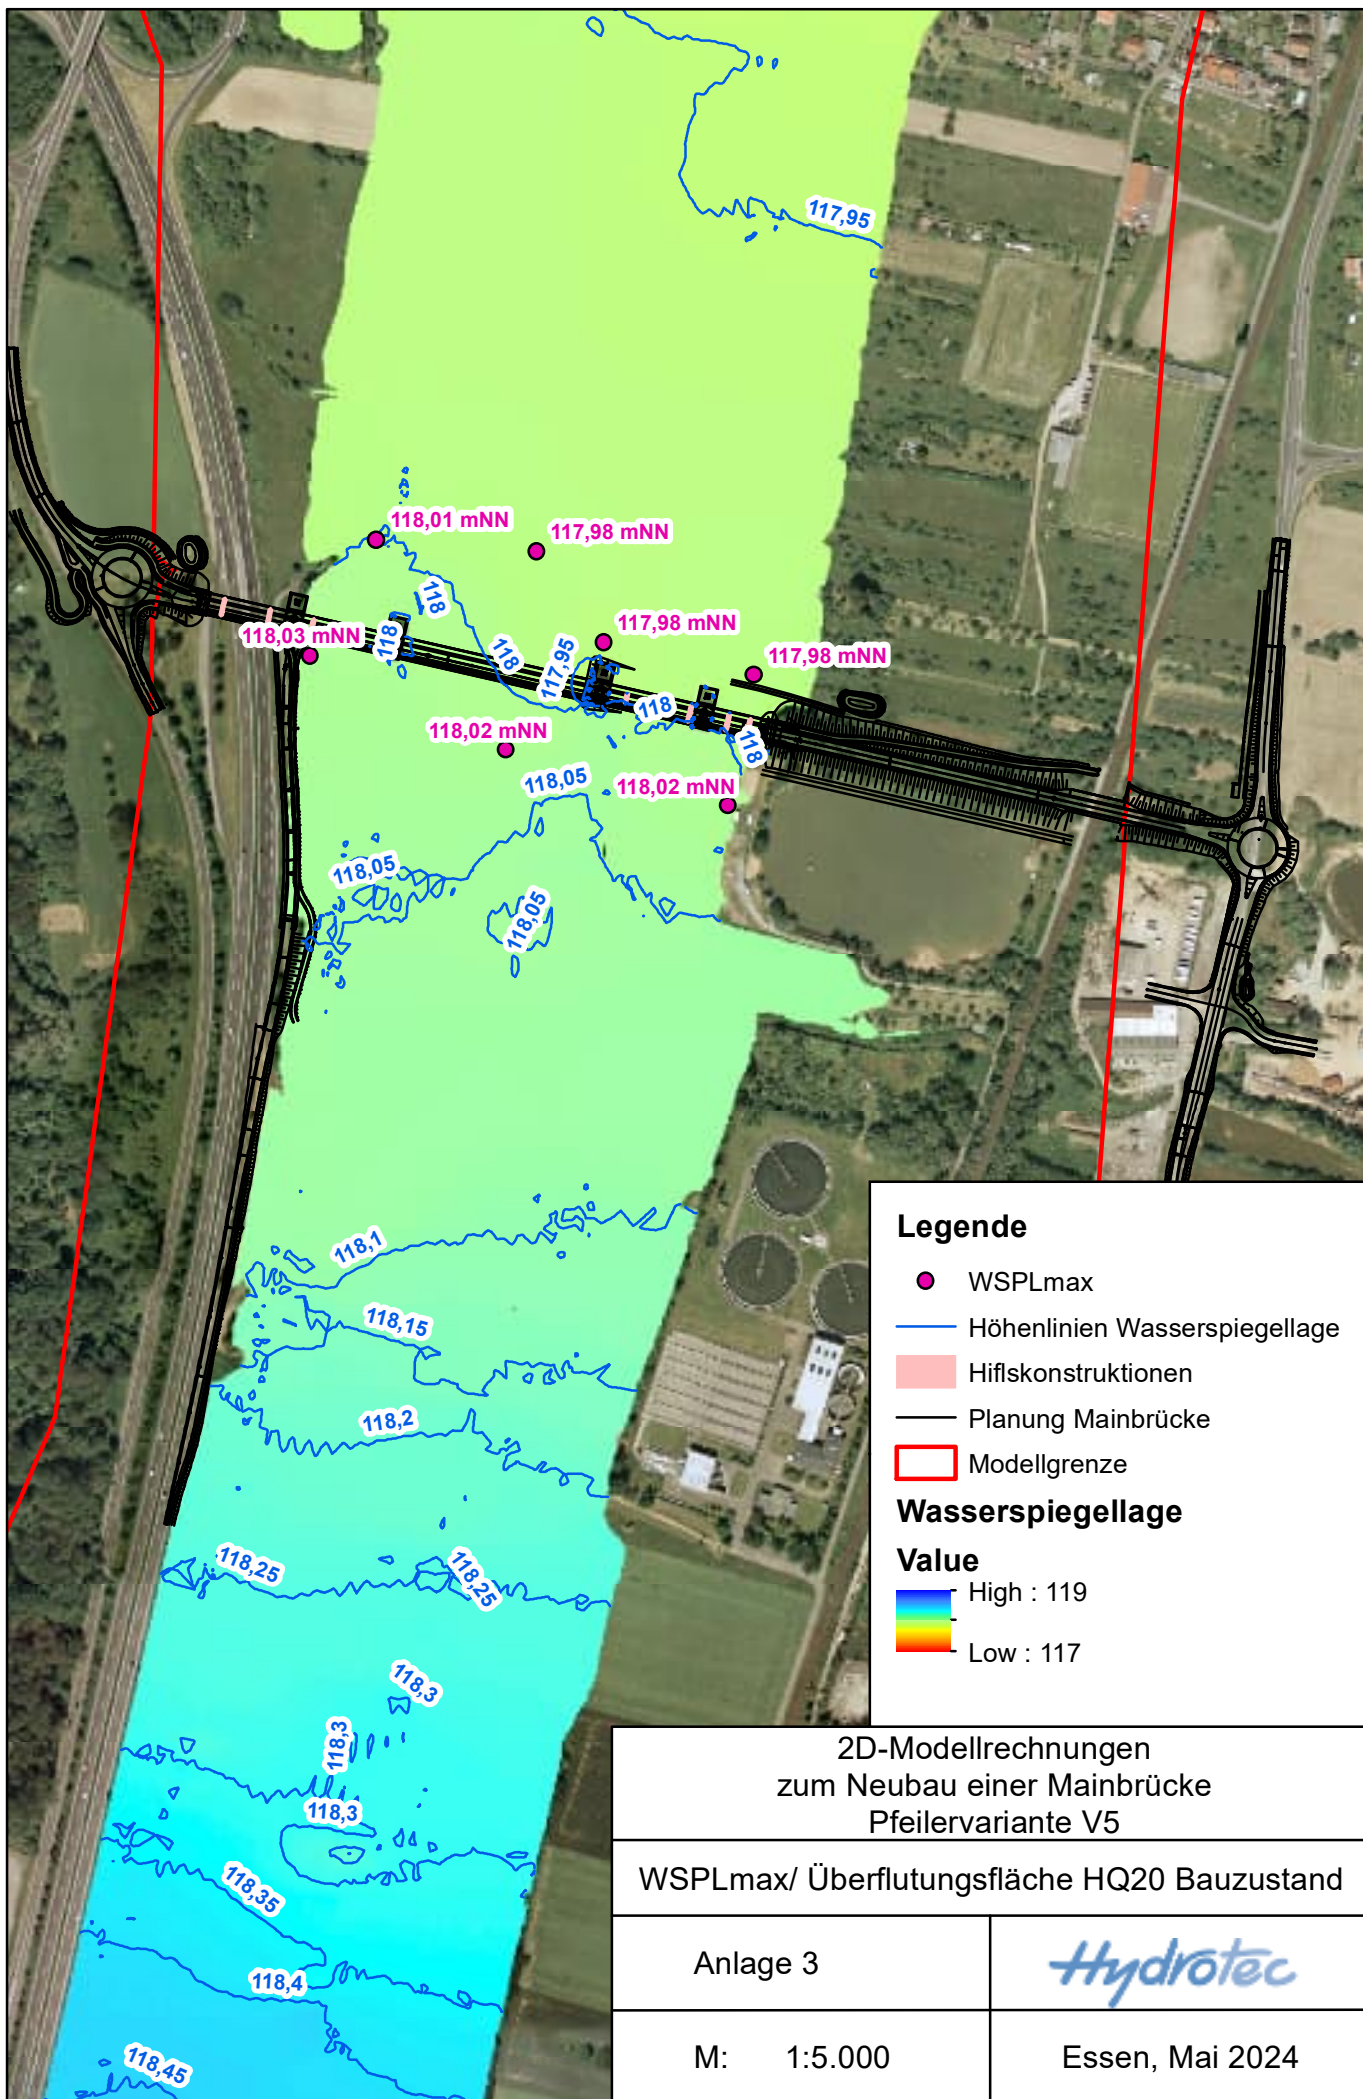 117,95
118,01 mNN
117,98 mNN
118
118
117,98 mNN
118,03 mNN
118
117,95
117,98 mNN
118
118,02 mNN
118
118,05
118,02 mNN
118,05
118,05
118,1
118,15
118,2
118,25
118,25
118,3
118,3
118,3
118,35
118,4
118,45
Legende
WSPLmax
Höhenlinien Wasserspiegellage
Hiflskonstruktionen
Planung Mainbrücke
Modellgrenze
Wasserspiegellage
Value
High : 119
Low : 117
2D-Modellrechnungen
zum Neubau einer Mainbrücke
Pfeilervariante V5
WSPLmax/ Überflutungsfläche HQ20 Bauzustand
Anlage 3
Hydrotec
M: 1:5.000
Essen, Mai 2024